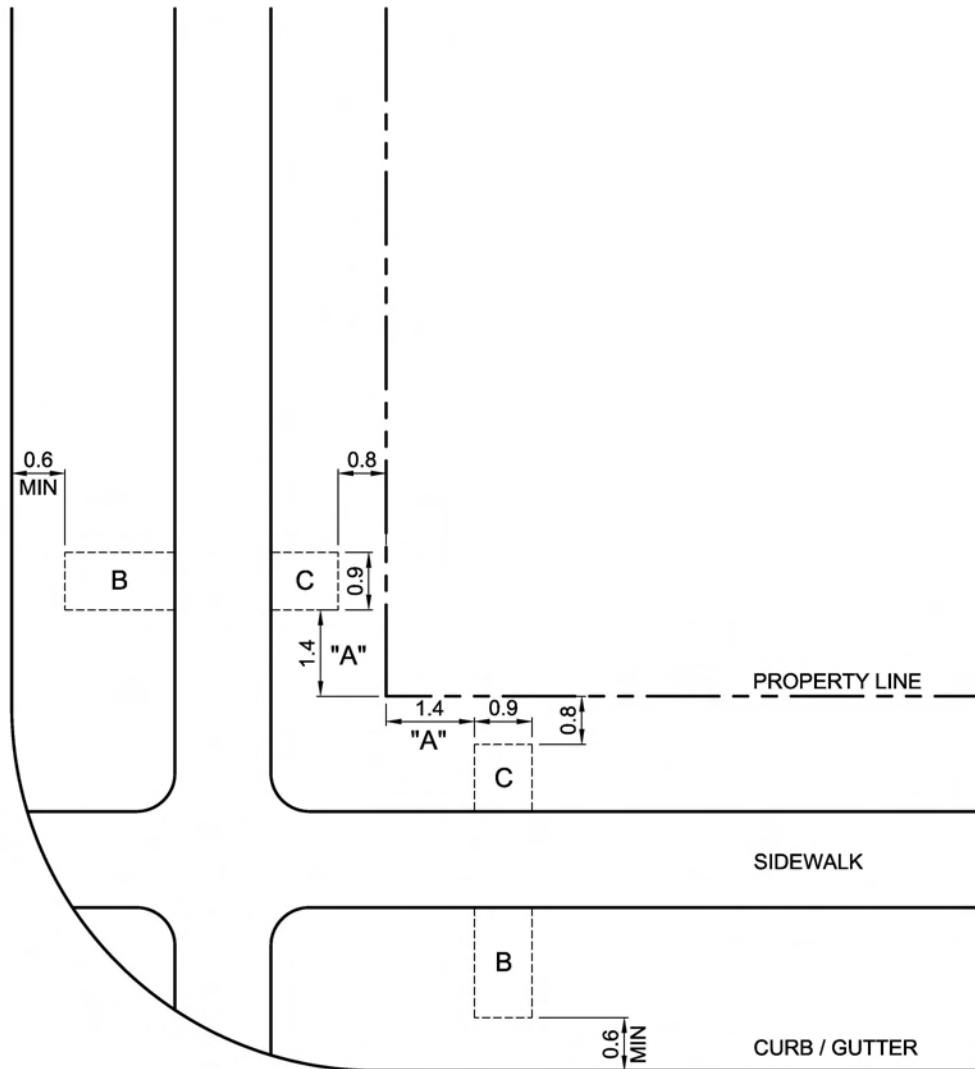 0.6
MIN
0.8
B
C
0.9
1.4
"A"
PROPERTY LINE
1.4
0.9
0.8
"A"
C
SIDEWALK
B
0.6
MIN
CURB / GUTTER